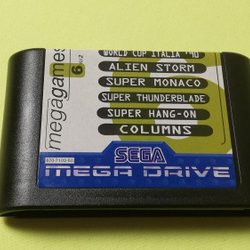 WORLD CUP ITALIA '90
ALIEN STORM
SUPER MONACO
SUPER THUNDERBLADE
SUPER HANG-ON
COLUMNS
megagames
6
SEGA
MEGA DRIVE